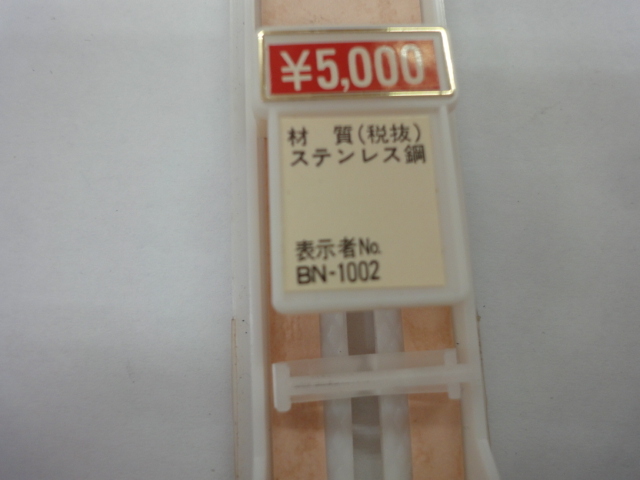 ¥5,000
材 質(税抜)
ステンレス鋼
表示者No.
BN-1002